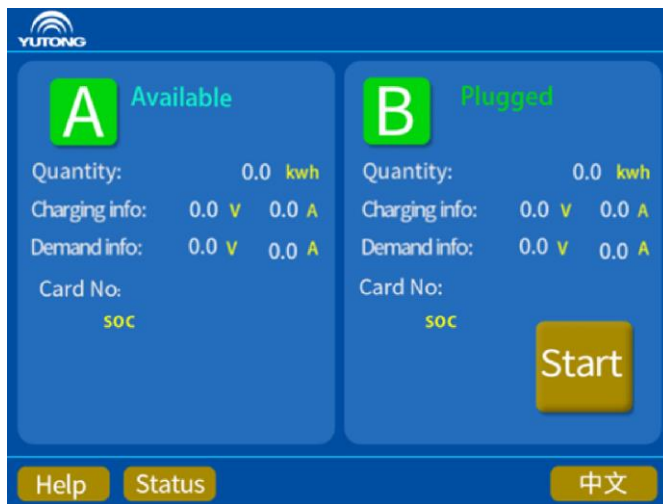 YUTONG
A Available
Quantity: 0.0 kwh
Charging info: 0.0 V 0.0 A
Demand info: 0.0 V 0.0 A
Card No:
SOC
B Plugged
Quantity: 0.0 kwh
Charging info: 0.0 V 0.0 A
Demand info: 0.0 V 0.0 A
Card No:
SOC
Start
Help Status 中文